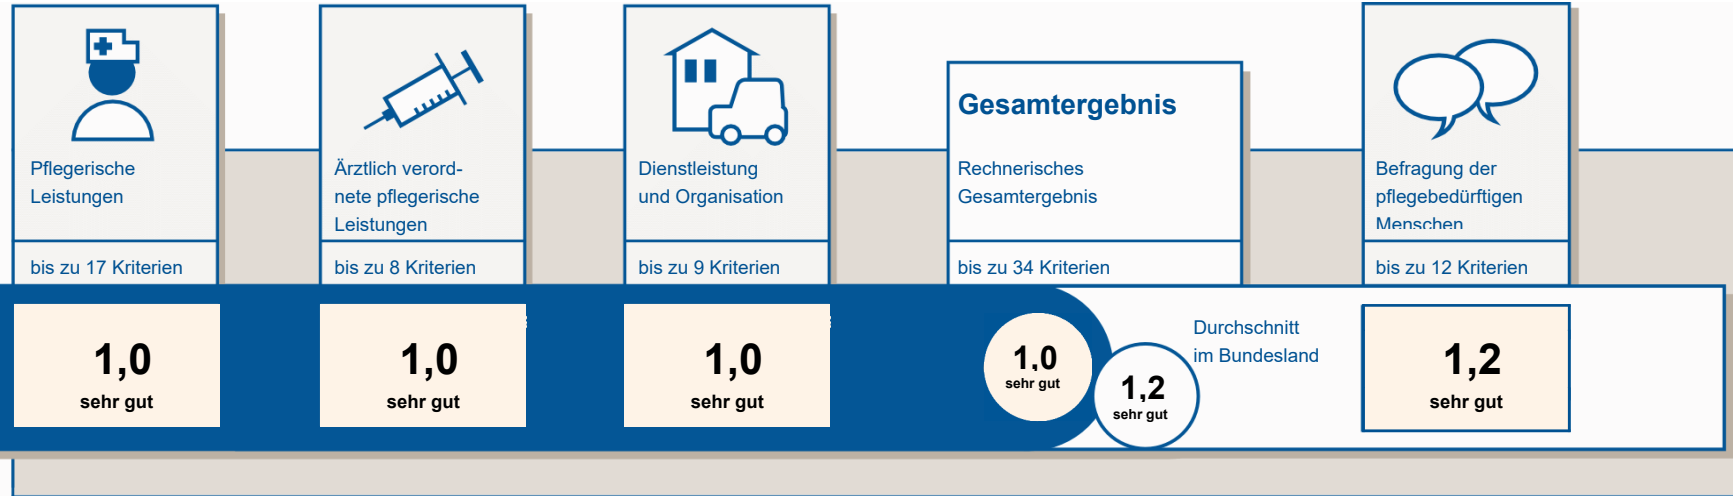 Pflegerische
Leistungen
bis zu 17 Kriterien
1,0
sehr gut
Ärztlich verord-
nete pflegerische
Leistungen
bis zu 8 Kriterien
1,0
sehr gut
Dienstleistung
und Organisation
bis zu 9 Kriterien
1,0
sehr gut
Gesamtergebnis
Rechnerisches
Gesamtergebnis
bis zu 34 Kriterien
1,0
sehr gut
1,2
sehr gut
Durchschnitt
im Bundesland
Befragung der
pflegebedürftigen
Menschen
bis zu 12 Kriterien
1,2
sehr gut